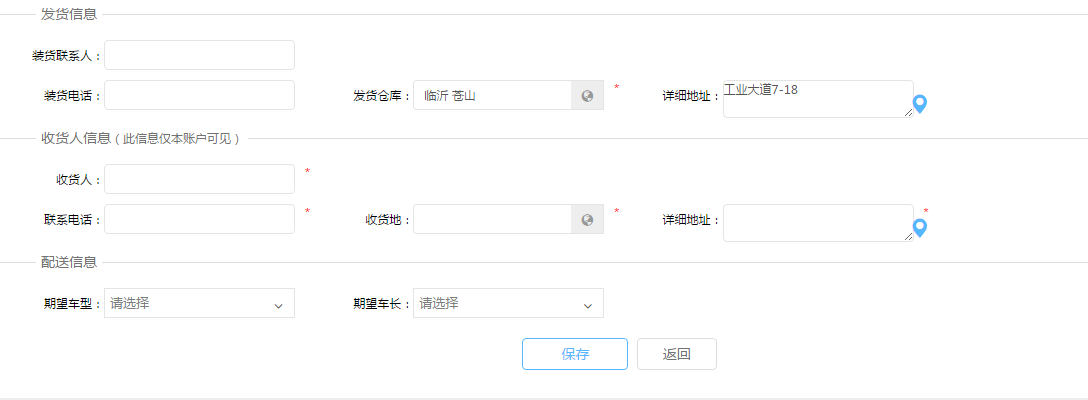 发货信息
装货联系人：
装货电话： 发货仓库： 临沂 苍山 * 详细地址： 工业大道7-18
收货人信息（此信息仅本账户可见）
收货人： *
联系电话： * 收货地： * 详细地址： *
配送信息
期望车型： 请选择 期望车长： 请选择
保存 返回